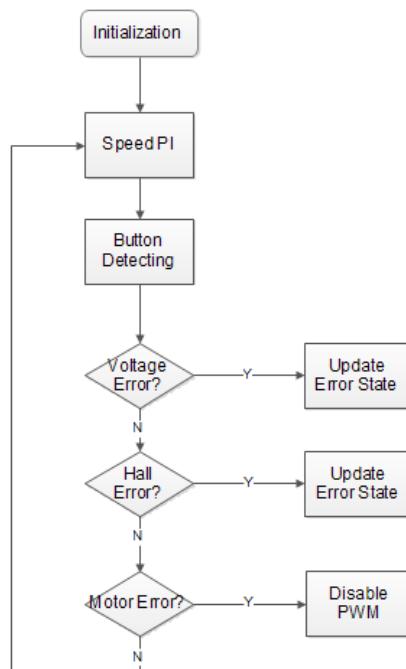 Initialization
Speed PI
Button
Detecting
Voltage
Error?
Y
Update
Error State
N
Hall
Error?
Y
Update
Error State
N
Motor Error?
Y
Disable
PWM
N